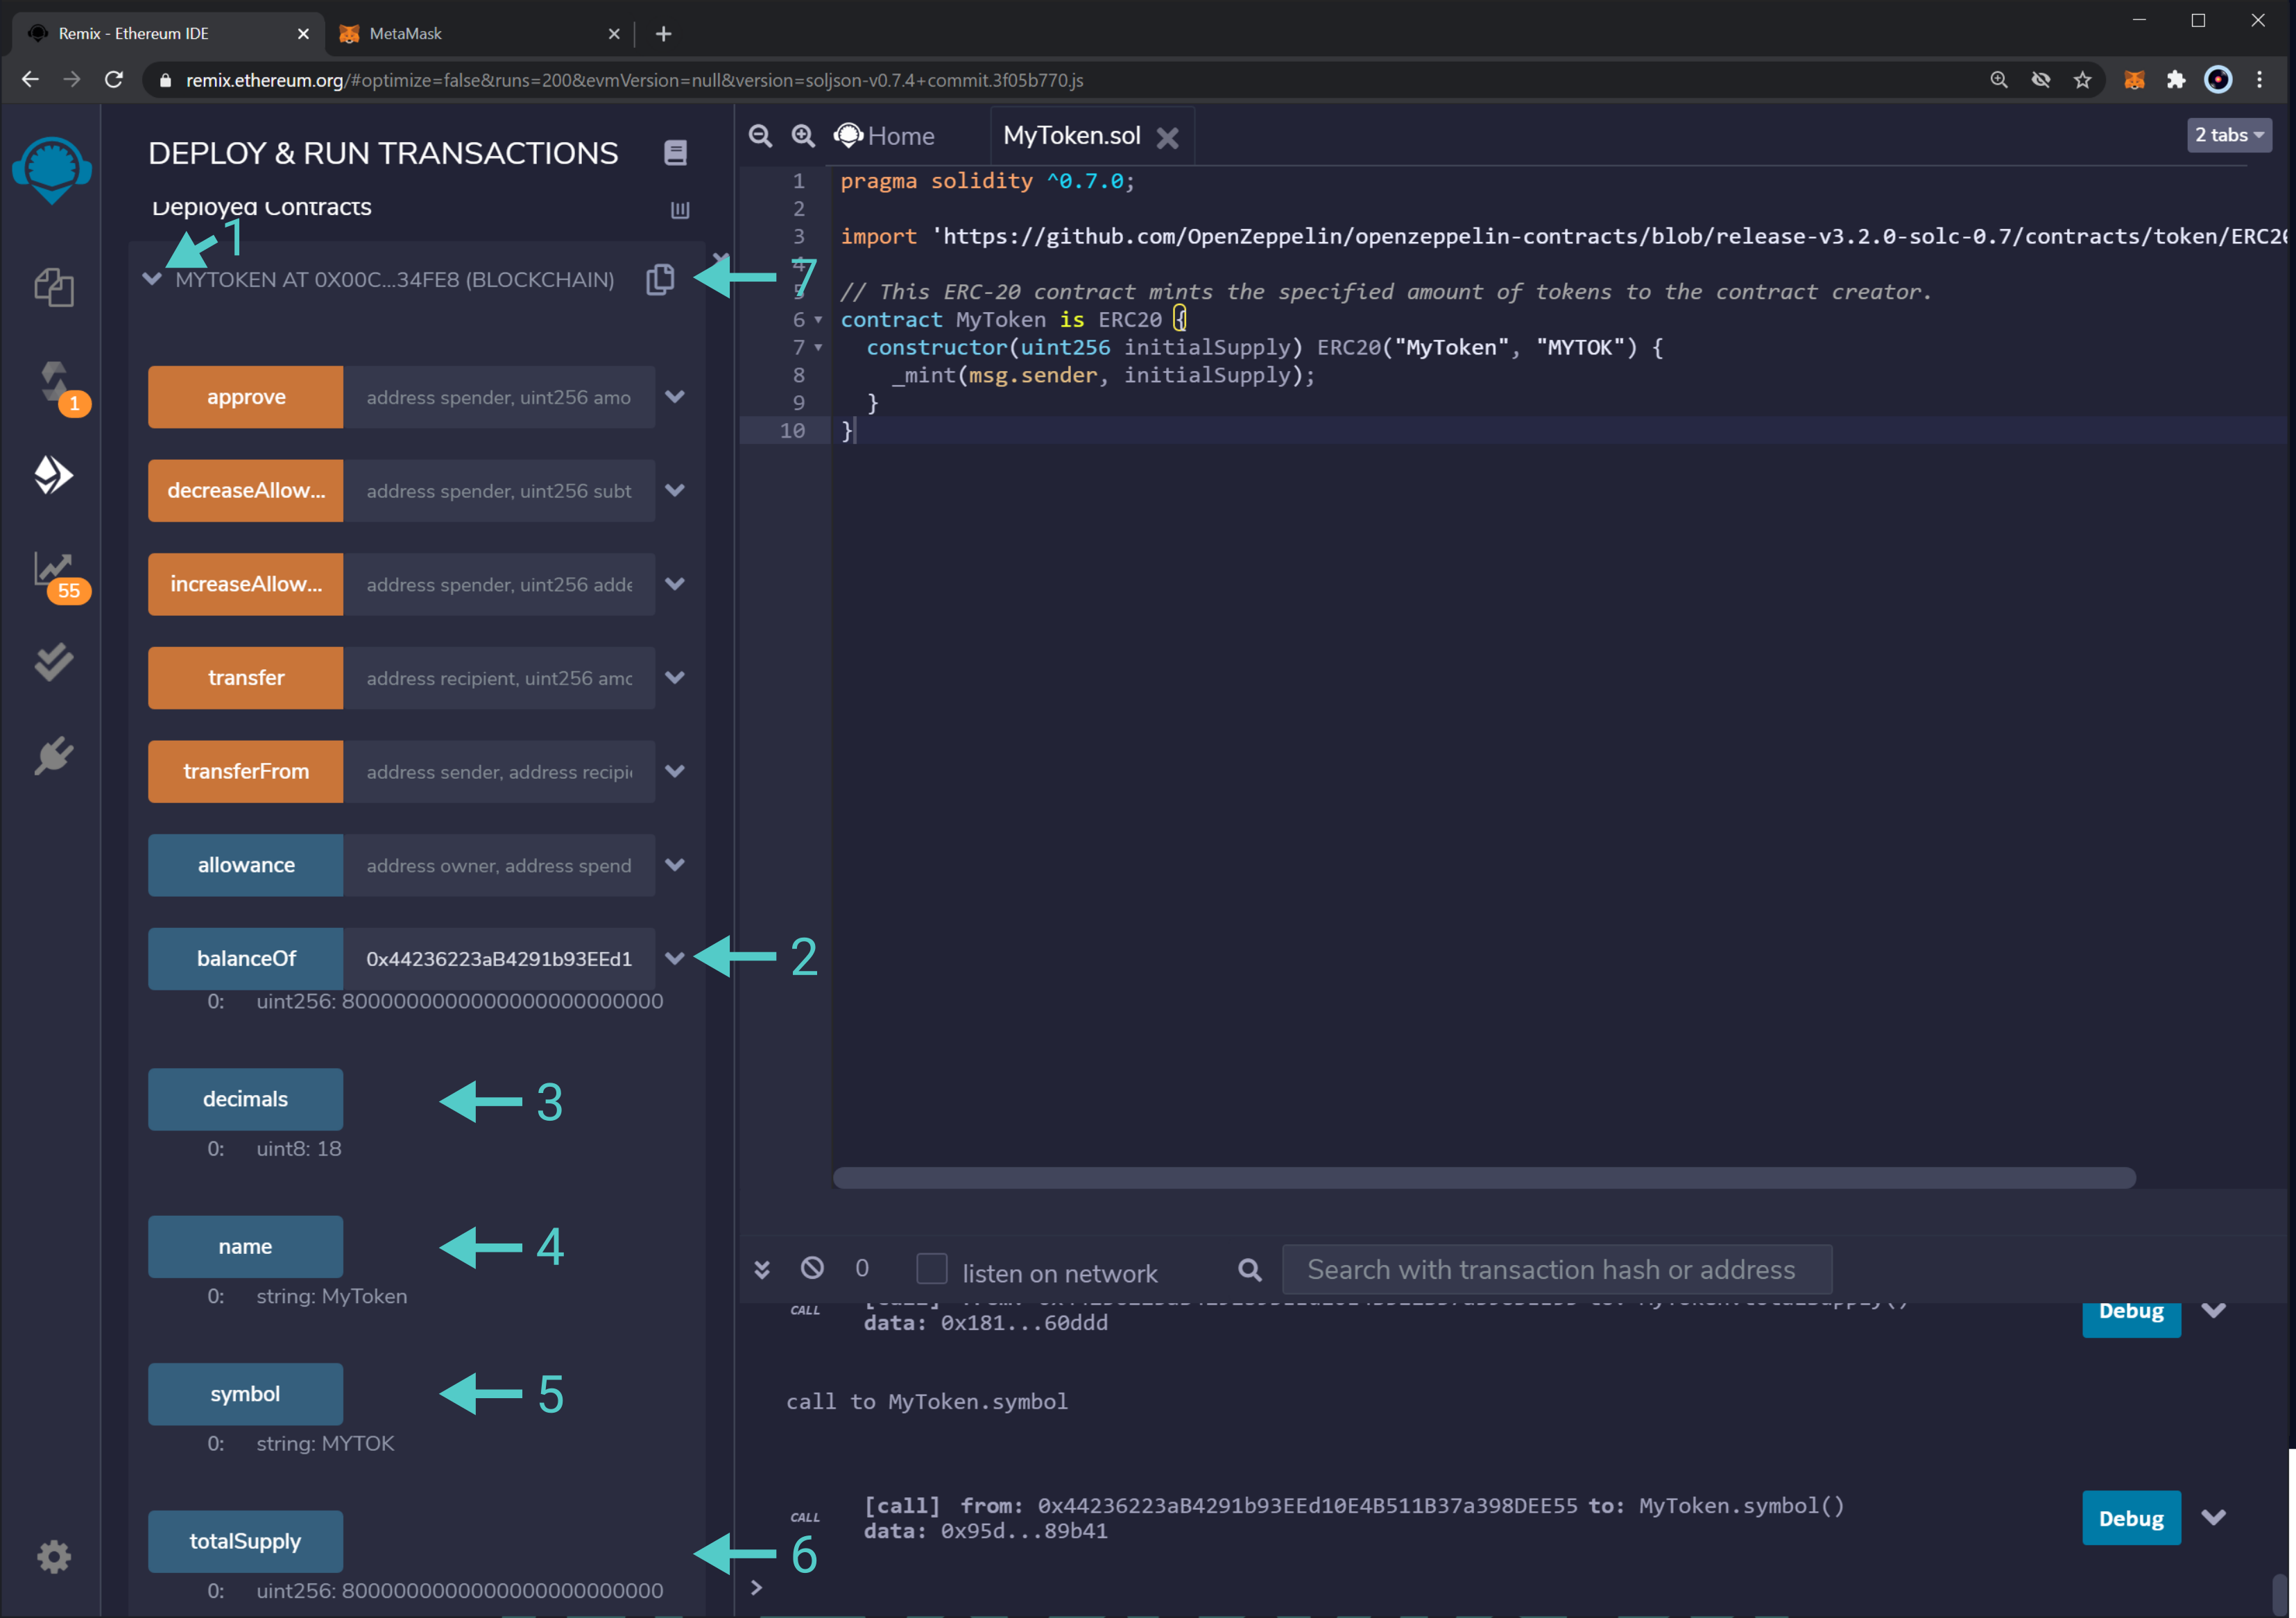 Remix - Ethereum IDE
MetaMask
remix.ethereum.org/#optimize=false&runs=200&evmVersion=null&version=soljson-v0.7.4+commit.3f05b770.js
DEPLOY & RUN TRANSACTIONS
Deployed Contracts
1
MYTOKEN AT 0X00C...34FE8 (BLOCKCHAIN)
7
approve
address spender, uint256 amo
decreaseAllow...
address spender, uint256 subt
increaseAllow...
address spender, uint256 adde
transfer
address recipient, uint256 amo
transferFrom
address sender, address recipi
allowance
address owner, address spend
balanceOf
0x44236223aB4291b93EEd1
2
0: uint256:
decimals
3
0: uint8: 18
name
4
0: string: MyToken
symbol
5
0: string: MYTOK
totalSupply
6
0: uint256:
1
55
Home
MyToken.sol
2 tabs
1 pragma solidity ^0.7.0;
2
3 import 'https://github.com/OpenZeppelin/openzeppelin-contracts/blob/release-v3.2.0-solc-0.7/contracts/token/ERC20
4
5 // This ERC-20 contract mints the specified amount of tokens to the contract creator.
6 contract MyToken is ERC20 {
7 constructor(uint256 initialSupply) ERC20("MyToken", "MYTOK") {
8 _mint(msg.sender, initialSupply);
9 }
10 }
0
listen on network
Search with transaction hash or address
CALL
data: 0x181...60ddd
Debug
call to MyToken.symbol
CALL
[call] from: 0x44236223aB4291b93EEd10E4B511B37a398DEE55 to: MyToken.symbol()
data: 0x95d...89b41
Debug
>